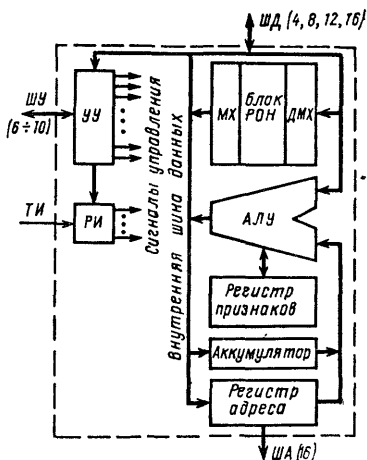 ШД (4, 8, 12, 16)
ШУ
(6÷10)
УУ
МХ
блок
РОН
ДМХ
ТИ
РИ
Сигналы управления
Внутренняя шина данных
АЛУ
Регистр
признаков
Аккумулятор
Регистр
адреса
ША (16)